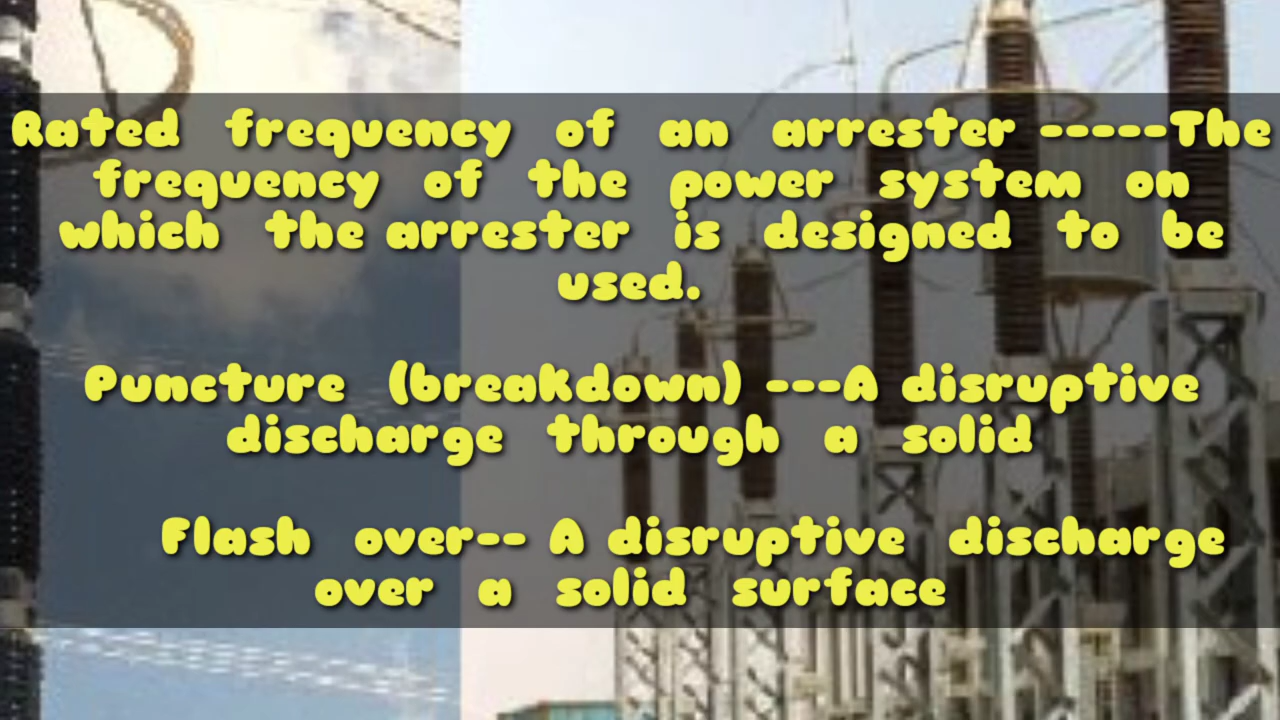 Rated frequency of an arrester -----The
frequency of the power system on
which the arrester is designed to be
used.
Puncture (breakdown) ---A disruptive
discharge through a solid
Flash over-- A disruptive discharge
over a solid surface